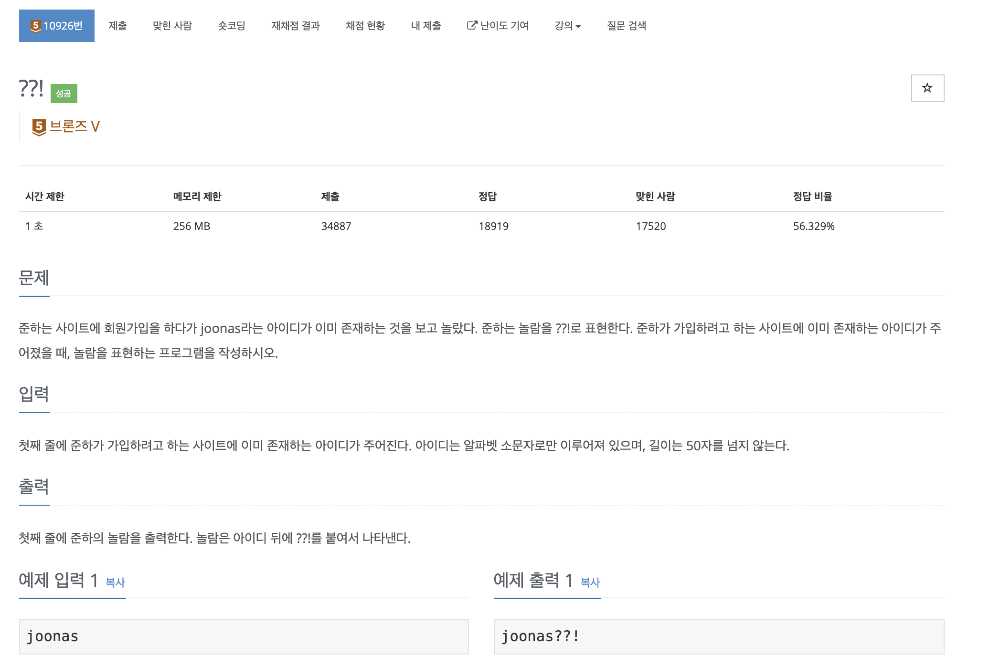 5 10926번 제출 맞힌 사람 숏코딩 재채점 결과 채점 현황 내 제출 난이도 기여 강의 질문 검색
??! 성공
5 브론즈 V
시간 제한 메모리 제한 제출 정답 맞힌 사람 정답 비율
1 초 256 MB 34887 18919 17520 56.329%
문제
준하는 사이트에 회원가입을 하다가 joonas라는 아이디가 이미 존재하는 것을 보고 놀랐다. 준하는 놀람을 ??!로 표현한다. 준하가 가입하려고 하는 사이트에 이미 존재하는 아이디가 주
어졌을 때, 놀람을 표현하는 프로그램을 작성하시오.
입력
첫째 줄에 준하가 가입하려고 하는 사이트에 이미 존재하는 아이디가 주어진다. 아이디는 알파벳 소문자로만 이루어져 있으며, 길이는 50자를 넘지 않는다.
출력
첫째 줄에 준하의 놀람을 출력한다. 놀람은 아이디 뒤에 ??!를 붙여서 나타낸다.
예제 입력 1 복사
joonas
예제 출력 1 복사
joonas??!